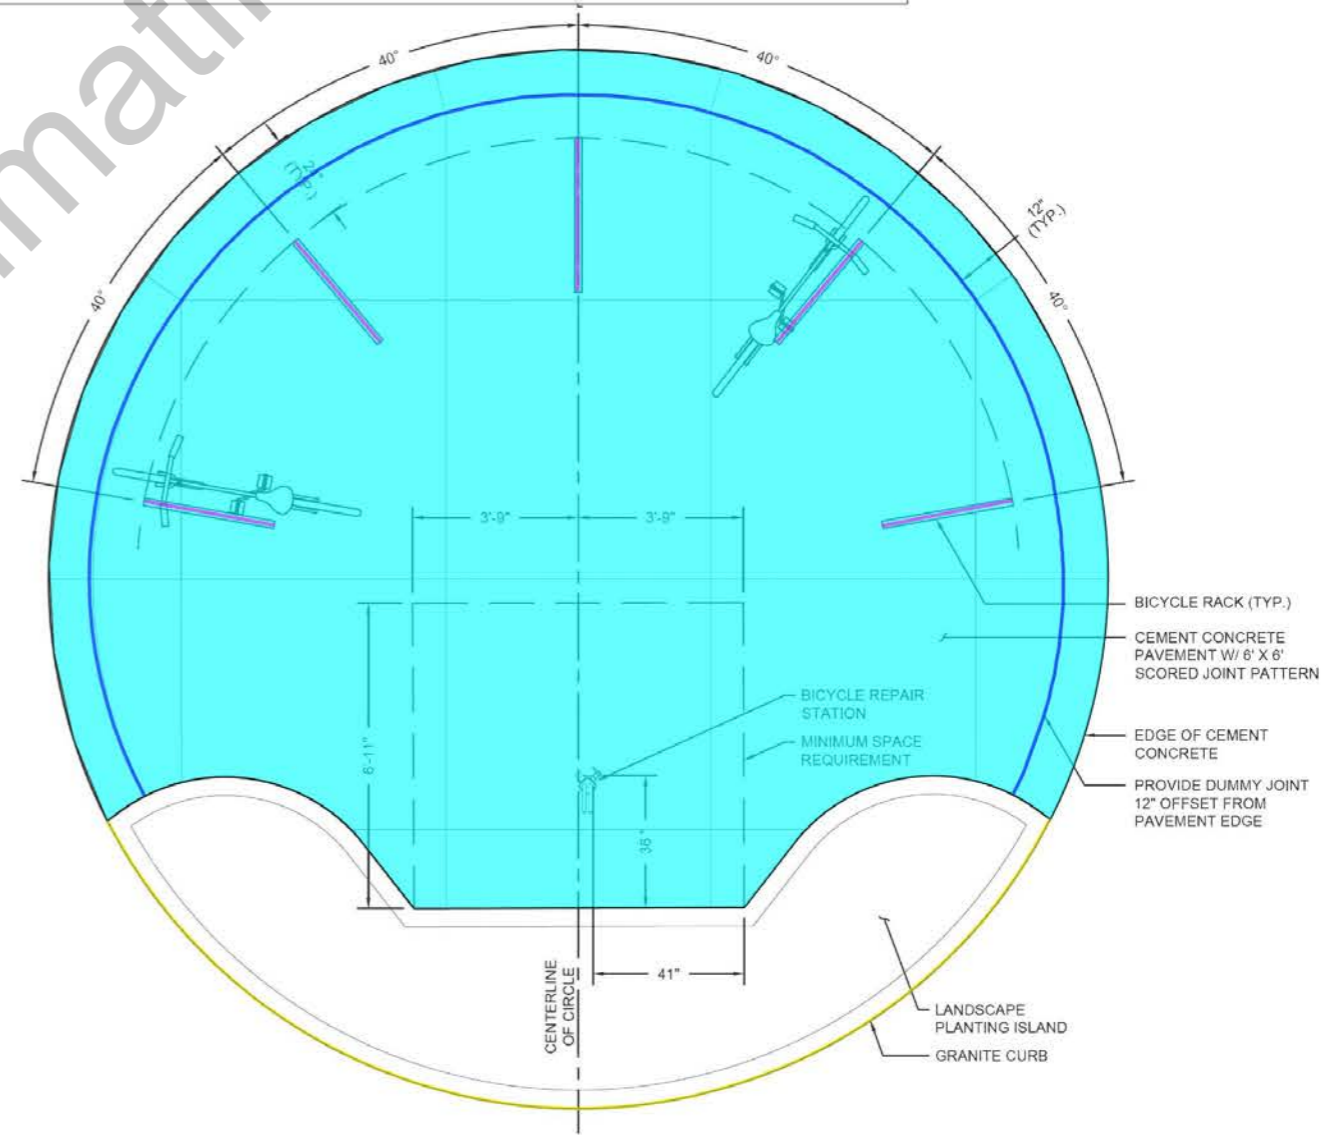 mati
40°
40°
40°
40°
(TYP.)
12"
(TYP.)
3'-9"
3'-9"
6'-11"
36"
41"
BICYCLE REPAIR
STATION
MINIMUM SPACE
REQUIREMENT
BICYCLE RACK (TYP.)
CEMENT CONCRETE
PAVEMENT W/ 6' X 6'
SCORED JOINT PATTERN
EDGE OF CEMENT
CONCRETE
PROVIDE DUMMY JOINT
12" OFFSET FROM
PAVEMENT EDGE
CENTERLINE
OF CIRCLE
LANDSCAPE
PLANTING ISLAND
GRANITE CURB